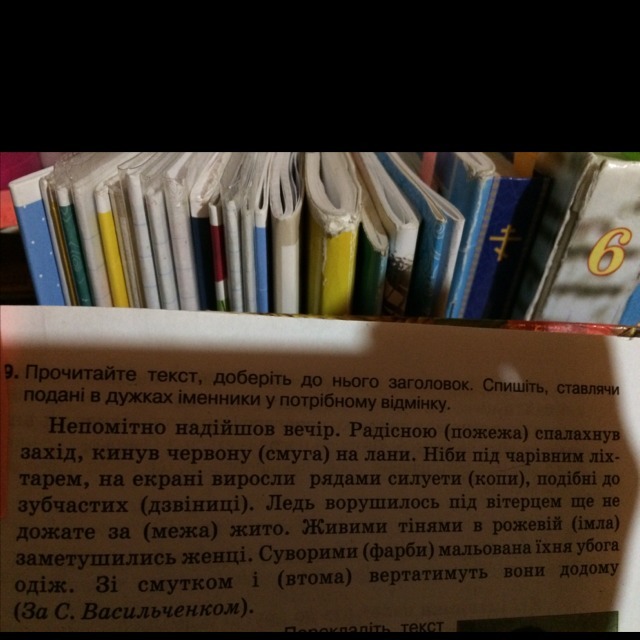 6
9. Прочитайте текст, доберіть до нього заголовок. Спишіть, ставлячи
подані в дужках іменники у потрібному відмінку.
Непомітно надійшов вечір. Радісною (пожежа) спалахнув
захід, кинув червону (смуга) на лани. Ніби під чарівним ліх-
тарем, на екрані виросли рядами силуети (копи), подібні до
зубчастих (дзвіниці). Ледь ворушилось під вітерцем ще не
дожате за (межа) жито. Живими тінями в рожевій (імла)
заметушились женці. Суворими (фарби) мальована їхня убога
одіж. Зі смутком і (втома) вертатимуть вони додому
(За С. Васильченком).
Перекладіть текст